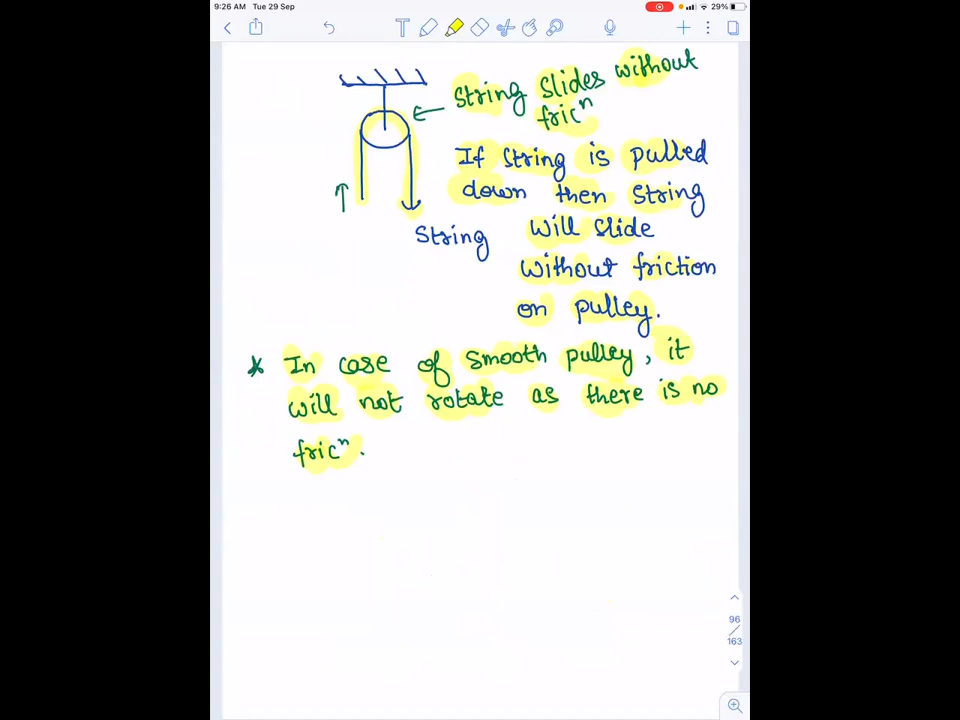 9:26 AM Tue 29 Sep
29%
T
String slides without
fricⁿ
If string is pulled
down then string
String will slide
without friction
on pulley.
* In case of smooth pulley, it
will not rotate as there is no
fricⁿ.
96
/
163